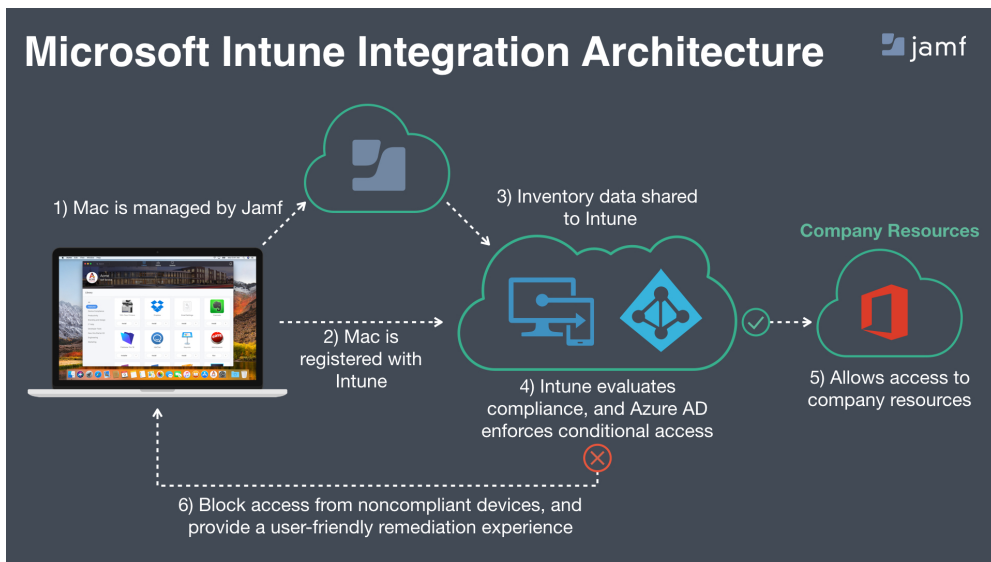 Microsoft Intune Integration Architecture
jamf
1) Mac is managed by Jamf
3) Inventory data shared
to Intune
Company Resources
2) Mac is
registered with
Intune
4) Intune evaluates
compliance, and Azure AD
enforces conditional access
5) Allows access to
company resources
6) Block access from noncompliant devices, and
provide a user-friendly remediation experience